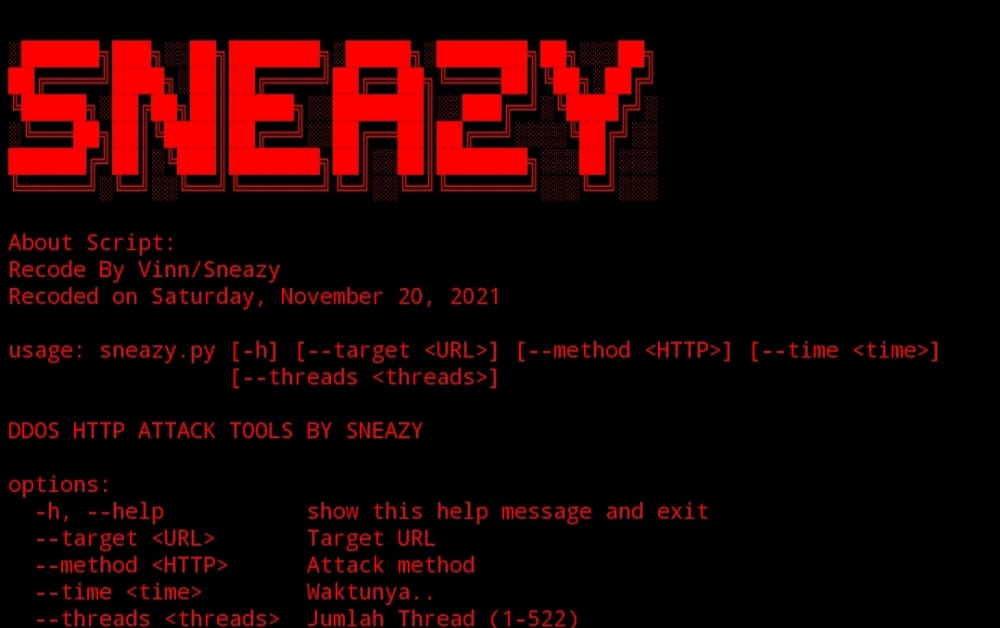 SNEAZY
About Script:
Recode By Vinn/Sneazy
Recoded on Saturday, November 20, 2021
usage: sneazy.py [-h] [--target <URL>] [--method <HTTP>] [--time <time>]
[--threads <threads>]
DDOS HTTP ATTACK TOOLS BY SNEAZY
options:
-h, --help show this help message and exit
--target <URL> Target URL
--method <HTTP> Attack method
--time <time> Waktunya..
--threads <threads> Jumlah Thread (1-522)